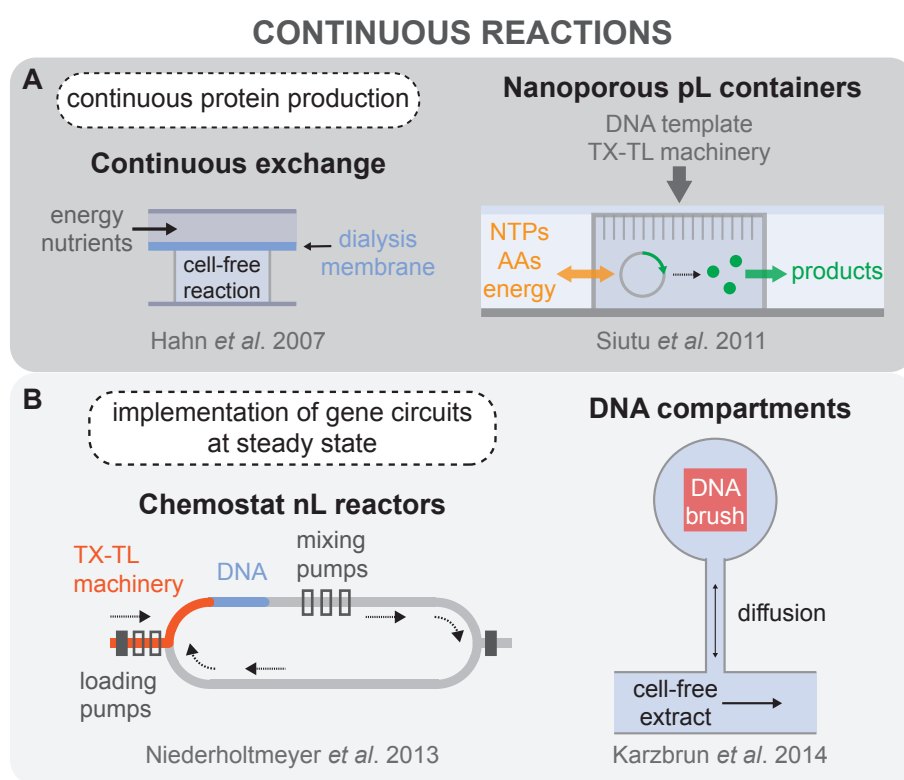 CONTINUOUS REACTIONS
A
continuous protein production
Continuous exchange
energy
nutrients
dialysis
membrane
cell-free
reaction
Hahn et al. 2007
Nanoporous pL containers
DNA template
TX-TL machinery
NTPs
AAs
energy
products
Siutu et al. 2011
B
implementation of gene circuits
at steady state
Chemostat nL reactors
TX-TL
machinery
DNA
mixing
pumps
loading
pumps
Niederholtmeyer et al. 2013
DNA compartments
DNA
brush
diffusion
cell-free
extract
Karzbrun et al. 2014